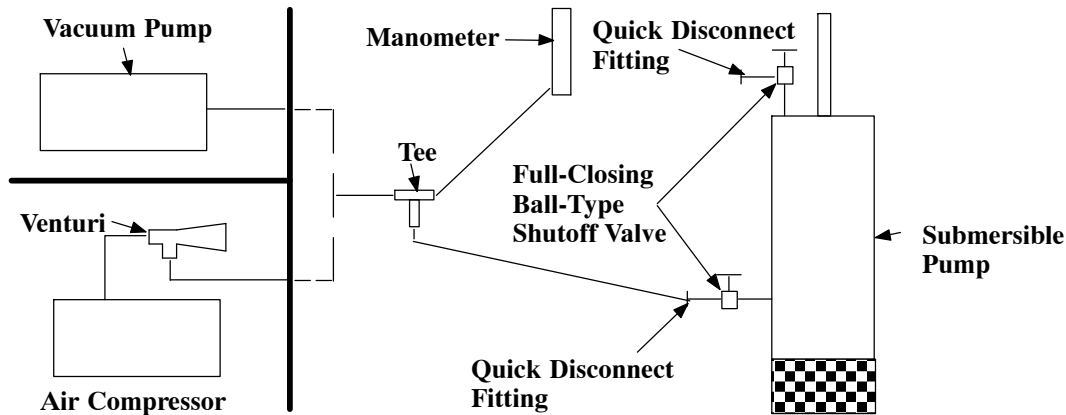 Vacuum Pump
Manometer
Quick Disconnect
Fitting
Tee
Full-Closing
Ball-Type
Shutoff Valve
Venturi
Submersible
Pump
Quick Disconnect
Fitting
Air Compressor